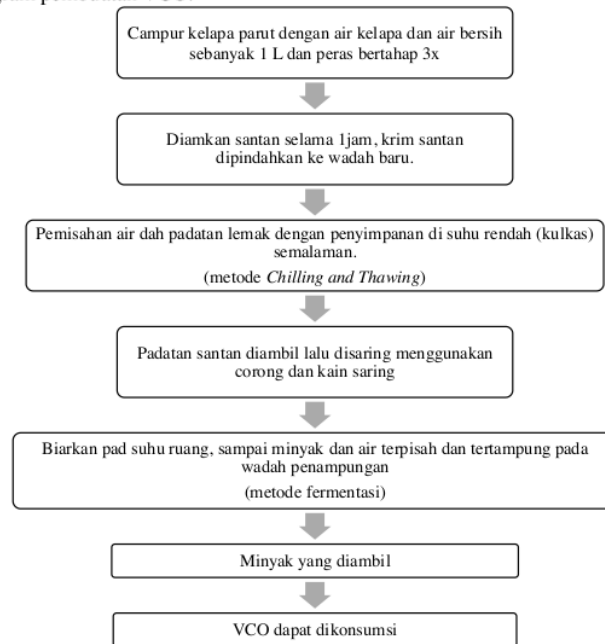 Campur kelapa parut dengan air kelapa dan air bersih
sebanyak 1 L dan peras bertahap 3x
Diamkan santan selama 1jam, krim santan
dipindahkan ke wadah baru.
Pemisahan air dah padatan lemak dengan penyimpanan di suhu rendah (kulkas)
semalaman.
(metode Chilling and Thawing)
Padatan santan diambil lalu disaring menggunakan
corong dan kain saring
Biarkan pad suhu ruang, sampai minyak dan air terpisah dan tertampung pada
wadah penampungan
(metode fermentasi)
Minyak yang diambil
VCO dapat dikonsumsi